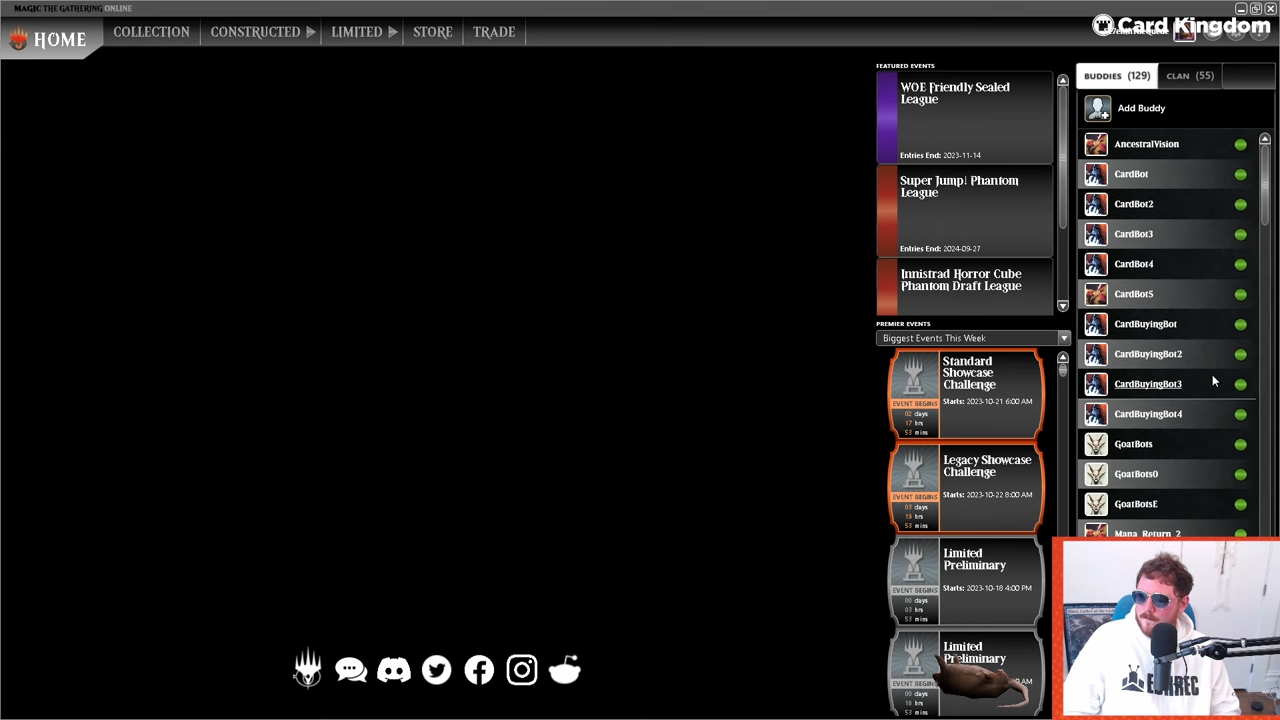 MAGIC: THE GATHERING ONLINE
HOME
COLLECTION
CONSTRUCTED
LIMITED
STORE
TRADE
Card Kingdom
FEATURED EVENTS
WOE Friendly Sealed
League
Entries End: 2023-11-14
Super Jump! Phantom
League
Entries End: 2024-09-27
Innistrad Horror Cube
Phantom Draft League
PREMIER EVENTS
Biggest Events This Week
Standard
Showcase
Challenge
Starts: 2023-10-21 6:00 AM
EVENT BEGINS
02 days
17 hrs
53 mins
Legacy Showcase
Challenge
Starts: 2023-10-22 8:00 AM
EVENT BEGINS
03 days
19 hrs
53 mins
Limited
Preliminary
Starts: 2023-10-18 4:00 PM
EVENT BEGINS
00 days
03 hrs
53 mins
Limited
Preliminary
EVENT BEGINS
00 days
18 hrs
53 mins
BUDDIES (129)
CLAN (55)
Add Buddy
AncestralVision
CardBot
CardBot2
CardBot3
CardBot4
CardBot5
CardBuyingBot
CardBuyingBot2
CardBuyingBot3
CardBuyingBot4
GoatBots
GoatBots0
GoatBotsE
Mana_Return_2